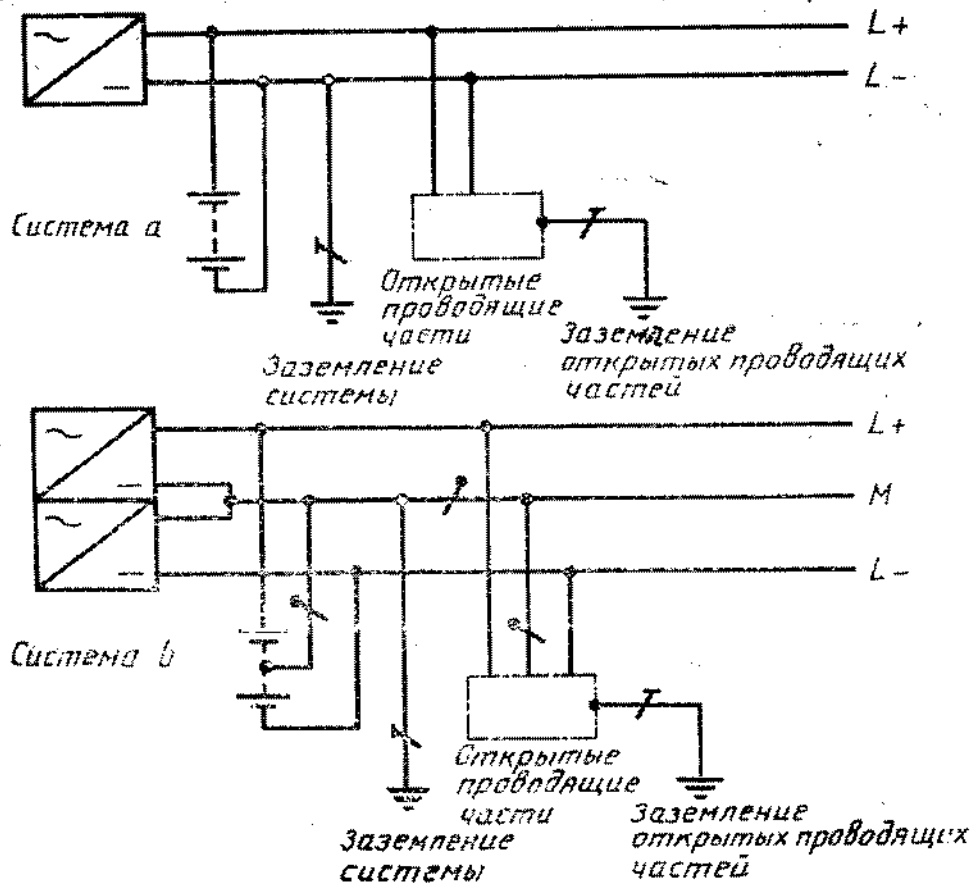 L+
L-
Система a
Открытые
проводящие
части
Заземление
системы
Заземление
открытых проводящих
частей
L+
M
L-
Система b
Открытые
проводящие
части
Заземление
системы
Заземление
открытых проводящих
частей